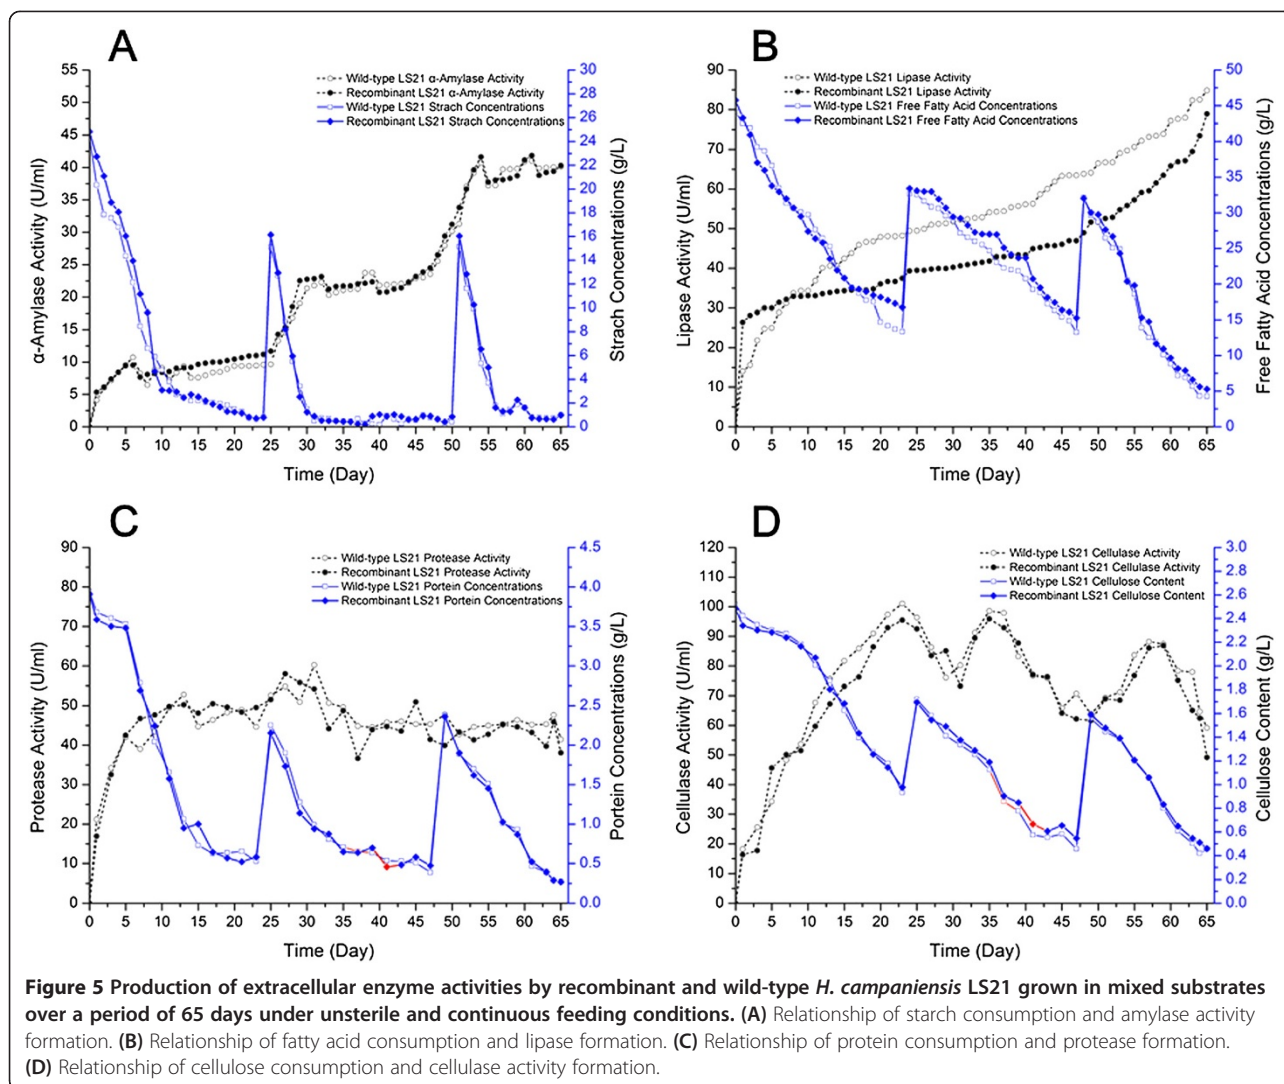 A
55
50
45
40
35
30
25
20
15
10
5
0
α-Amylase Activity (U/ml)
Wild-type LS21 α-Amylase Activity
Recombinant LS21 α-Amylase Activity
Wild-type LS21 Strach Concentrations
Recombinant LS21 Strach Concentrations
30
28
26
24
22
20
18
16
14
12
10
8
6
4
2
0
Strach Concentrations (g/L)
0 5 10 15 20 25 30 35 40 45 50 55 60 65
Time (Day)
B
90
80
70
60
50
40
30
20
10
0
Lipase Activity (U/ml)
Wild-type LS21 Lipase Activity
Recombinant LS21 Lipase Activity
Wild-type LS21 Free Fatty Acid Concentrations
Recombinant LS21 Free Fatty Acid Concentrations
50
45
40
35
30
25
20
15
10
5
0
Free Fatty Acid Concentrations (g/L)
0 5 10 15 20 25 30 35 40 45 50 55 60 65
Time (Day)
C
90
80
70
60
50
40
30
20
10
0
Protease Activity (U/ml)
Wild-type LS21 Protease Activity
Recombinant LS21 Protease Activity
Wild-type LS21 Portein Concentrations
Recombinant LS21 Portein Concentrations
4.5
4.0
3.5
3.0
2.5
2.0
1.5
1.0
0.5
0.0
Portein Concentrations (g/L)
0 5 10 15 20 25 30 35 40 45 50 55 60 65
Time (Day)
D
120
110
100
90
80
70
60
50
40
30
20
10
0
Cellulase Activity (U/ml)
Wild-type LS21 Cellulase Activity
Recombinant LS21 Cellulase Activity
Wild-type LS21 Cellulose Content
Recombinant LS21 Cellulose Content
3.0
2.8
2.6
2.4
2.2
2.0
1.8
1.6
1.4
1.2
1.0
0.8
0.6
0.4
0.2
0.0
Cellulose Content (g/L)
0 5 10 15 20 25 30 35 40 45 50 55 60 65
Time (Day)
Figure 5 Production of extracellular enzyme activities by recombinant and wild-type H. campaniensis LS21 grown in mixed substrates
over a period of 65 days under unsterile and continuous feeding conditions. (A) Relationship of starch consumption and amylase activity
formation. (B) Relationship of fatty acid consumption and lipase formation. (C) Relationship of protein consumption and protease formation.
(D) Relationship of cellulose consumption and cellulase activity formation.